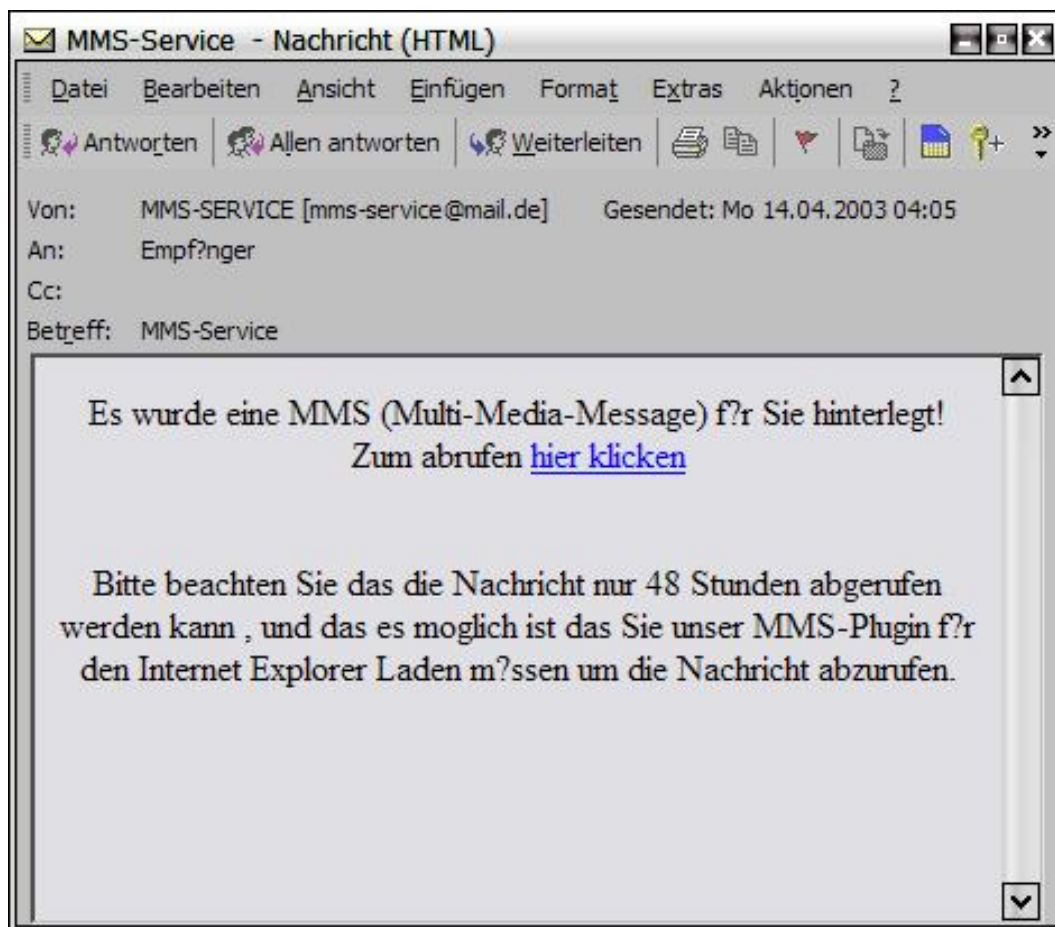 MMS-Service - Nachricht (HTML)
Datei Bearbeiten Ansicht Einfügen Format Extras Aktionen ?
Antworten Allen antworten Weiterleiten
Von: MMS-SERVICE [mms-service@mail.de] Gesendet: Mo 14.04.2003 04:05
An: Empf?nger
Cc:
Betreff: MMS-Service
Es wurde eine MMS (Multi-Media-Message) f?r Sie hinterlegt!
Zum abrufen hier klicken
Bitte beachten Sie das die Nachricht nur 48 Stunden abgerufen
werden kann , und das es moglich ist das Sie unser MMS-Plugin f?r
den Internet Explorer Laden m?ssen um die Nachricht abzurufen.